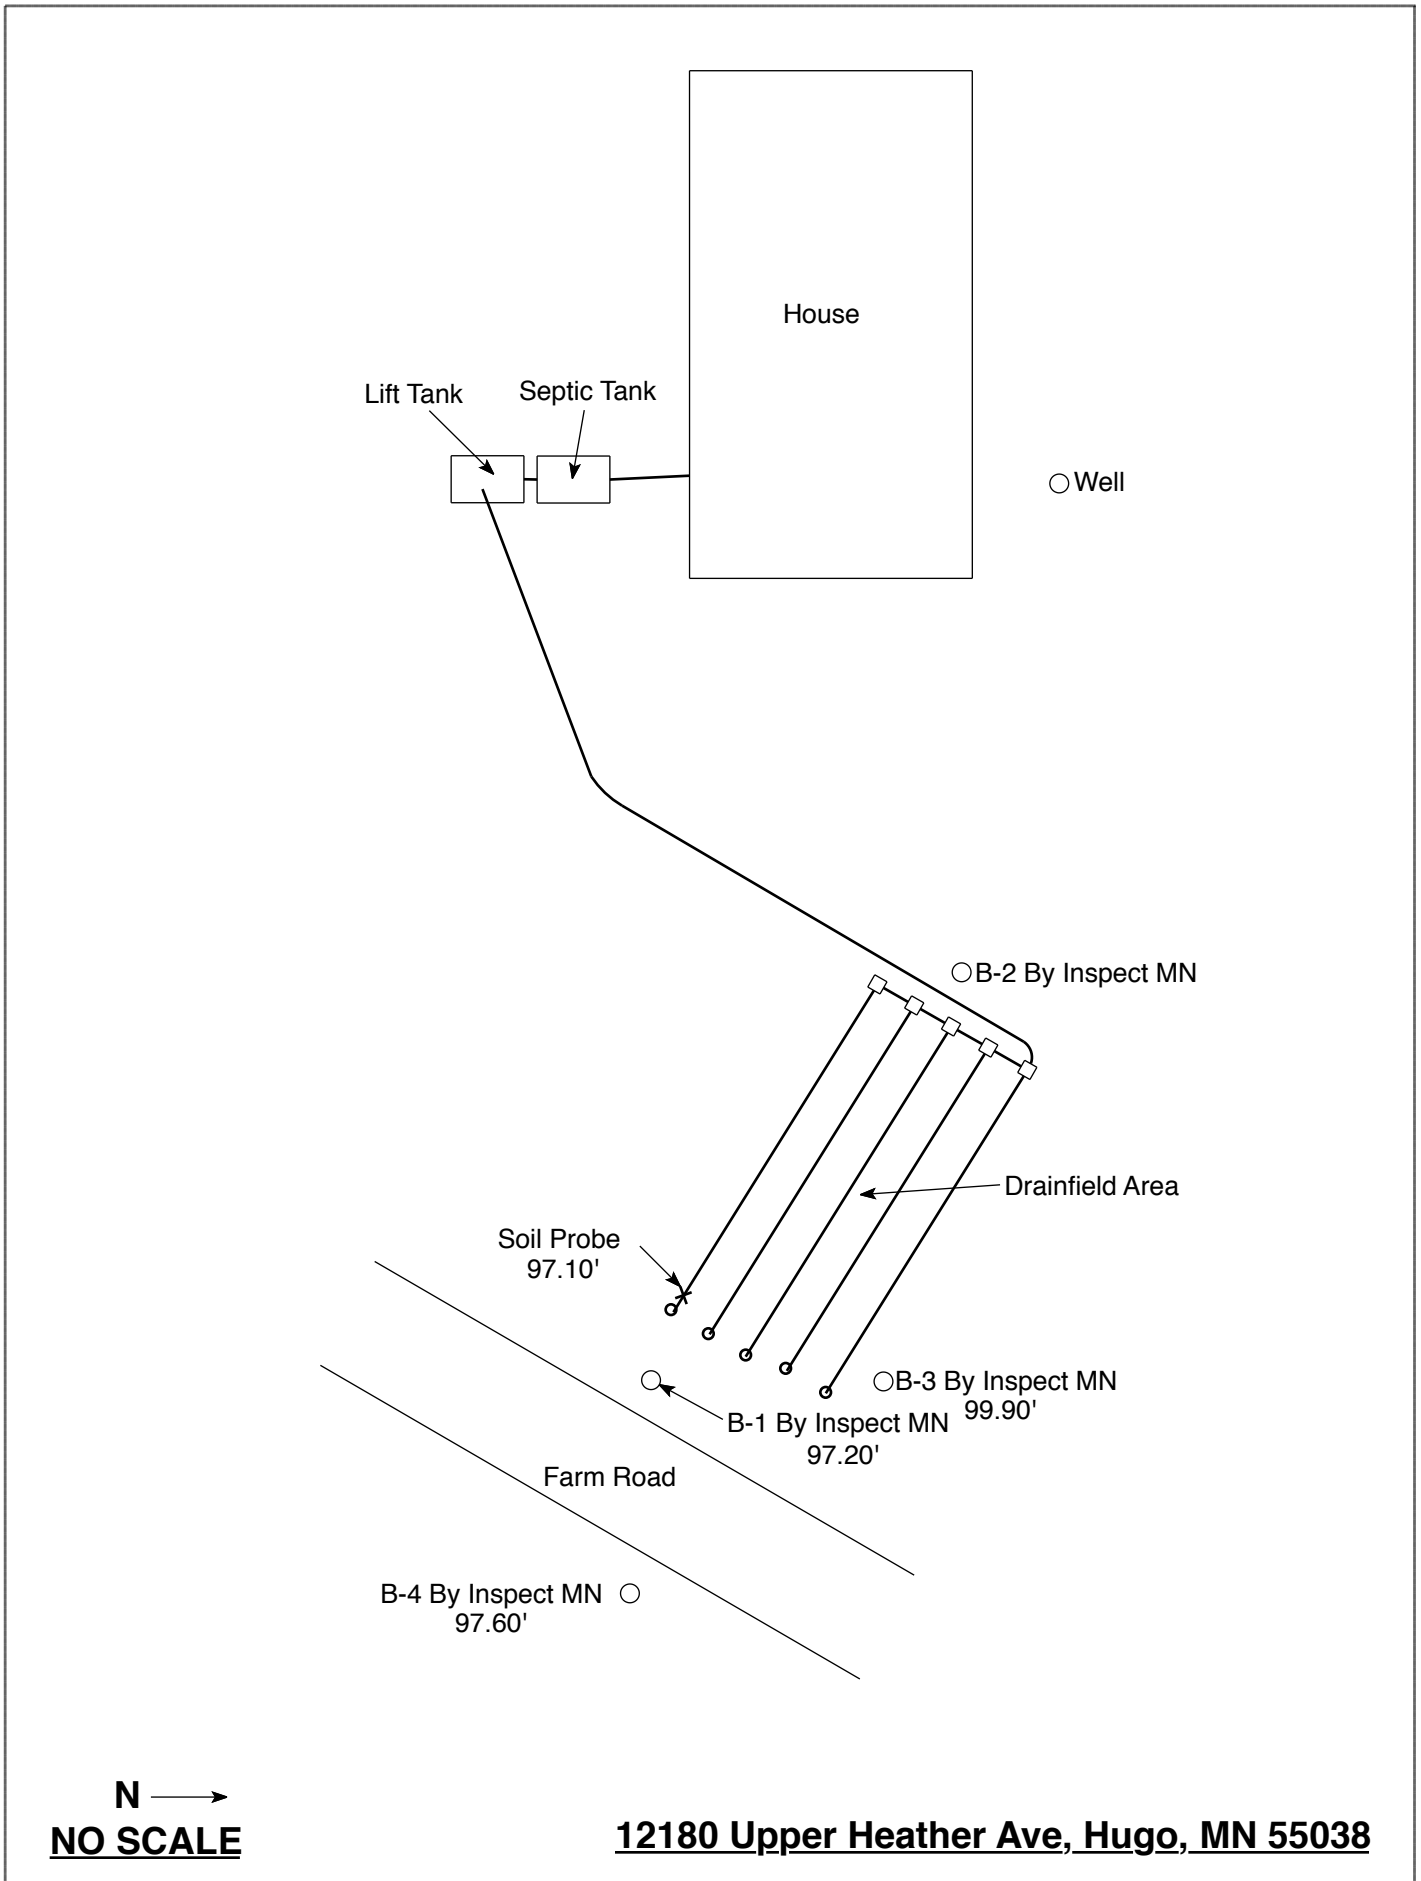 House
Lift Tank
Septic Tank
Well
B-2 By Inspect MN
Drainfield Area
Soil Probe
97.10'
B-3 By Inspect MN
99.90'
B-1 By Inspect MN
97.20'
Farm Road
B-4 By Inspect MN
97.60'
N
NO SCALE
12180 Upper Heather Ave, Hugo, MN 55038